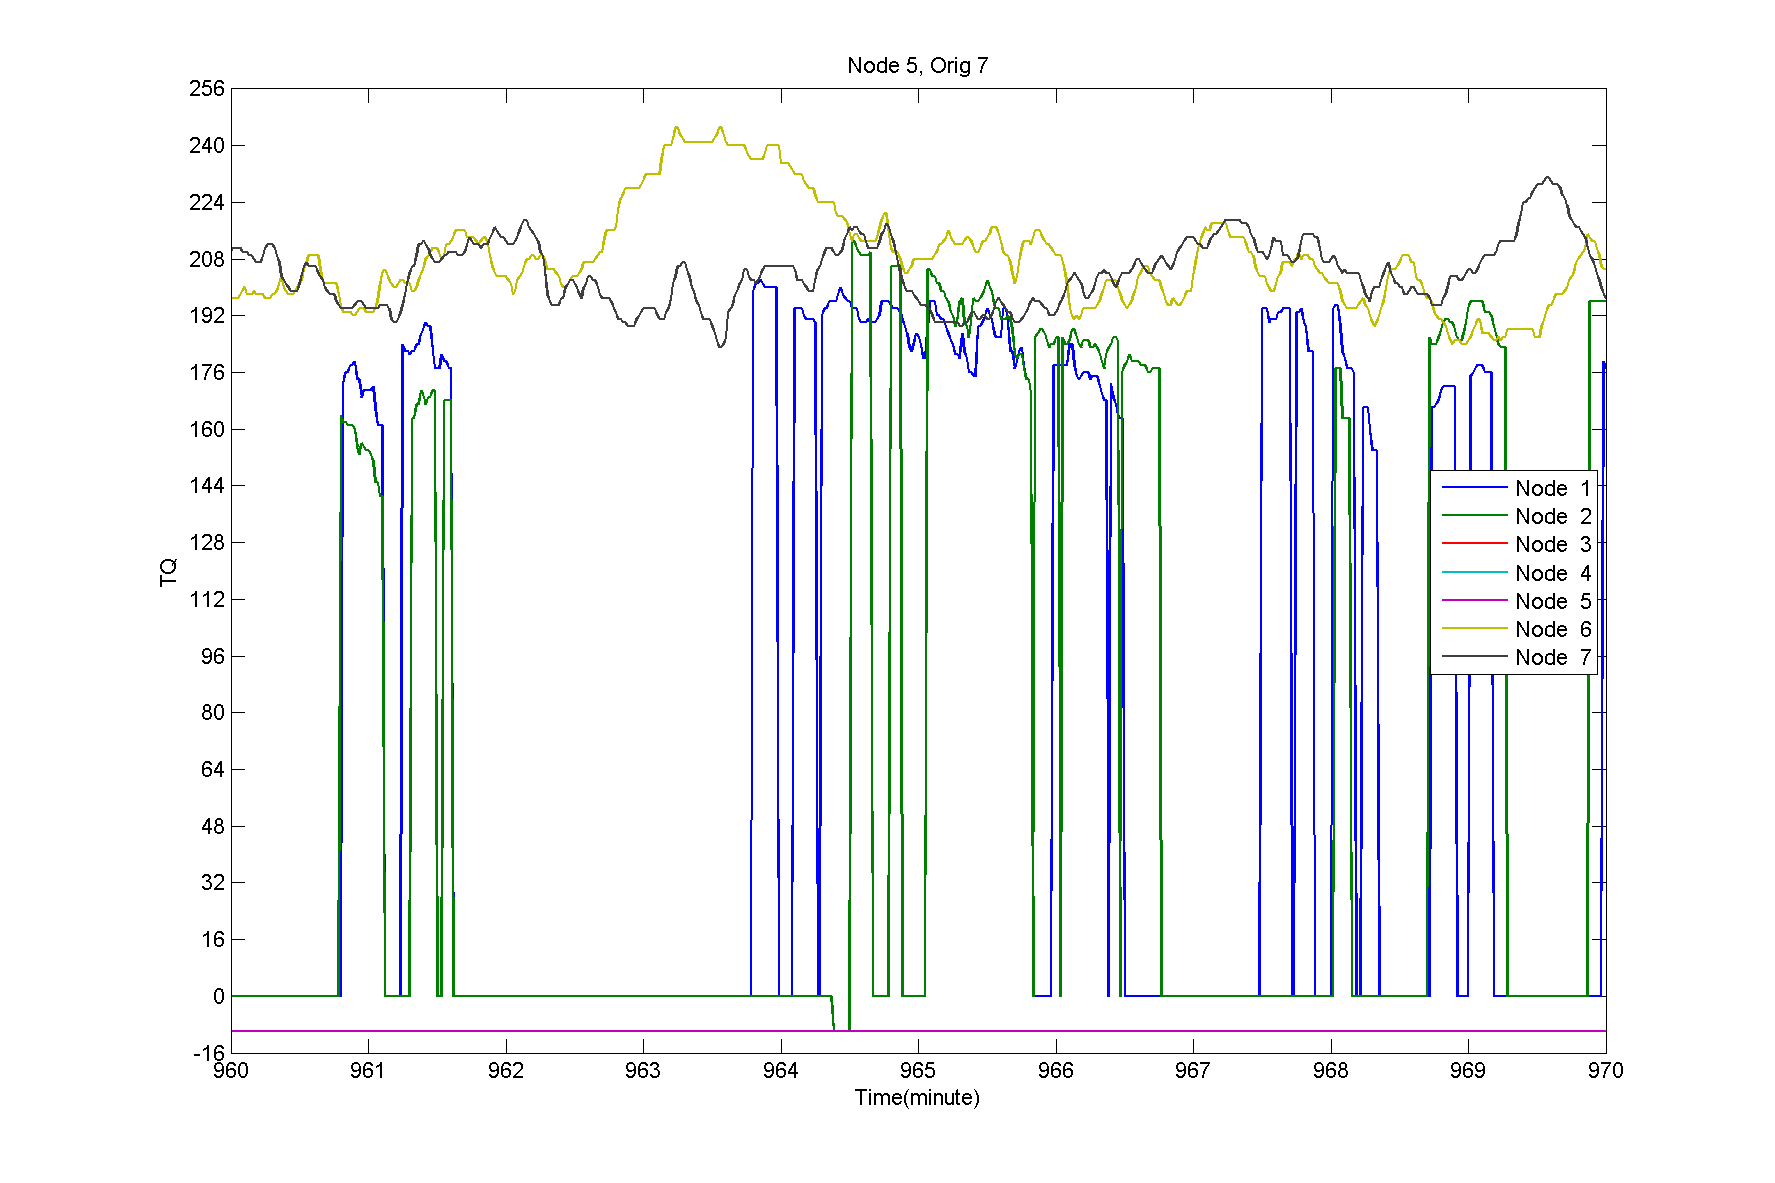 Node 5, Orig 7
256
240
224
208
192
176
160
144
128
112
96
80
64
48
32
16
0
-16
TQ
Node 1
Node 2
Node 3
Node 4
Node 5
Node 6
Node 7
960 961 962 963 964 965 966 967 968 969 970
Time(minute)